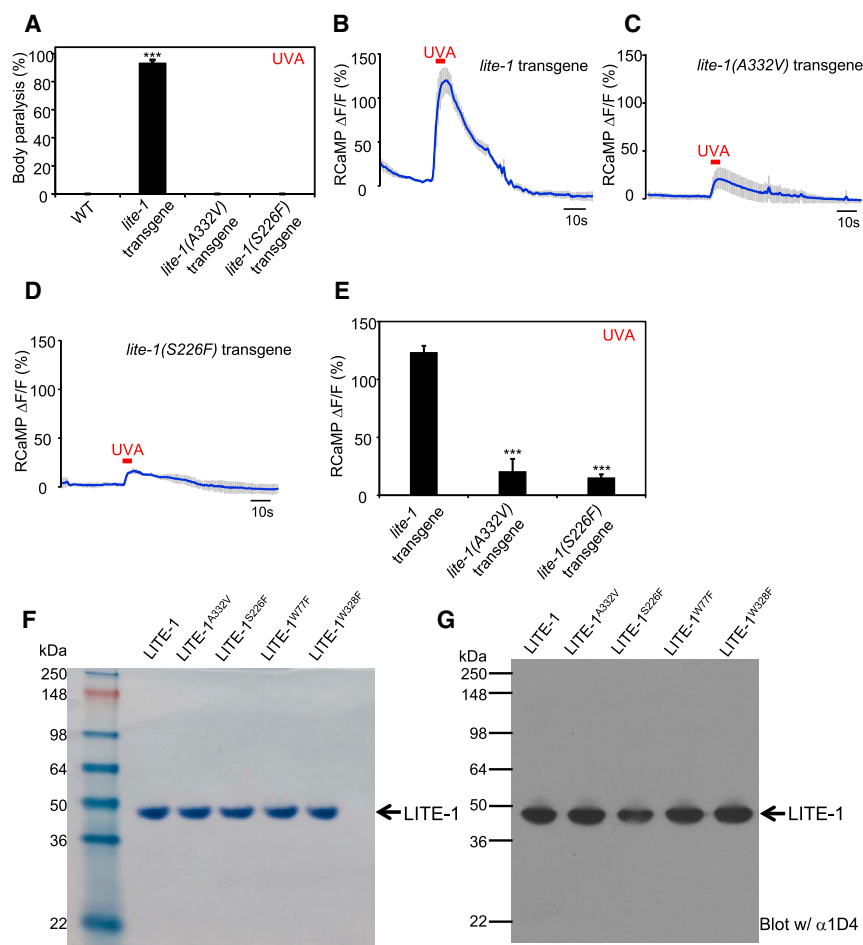 A
Body paralysis (%)
100
80
60
40
20
0
***
UVA
WT
lite-1 transgene
lite-1(A332V) transgene
lite-1(S226F) transgene
B
RCaMP ΔF/F (%)
150
100
50
0
UVA
lite-1 transgene
10s
C
RCaMP ΔF/F (%)
150
100
50
0
lite-1(A332V) transgene
UVA
10s
D
RCaMP ΔF/F (%)
150
100
50
0
lite-1(S226F) transgene
UVA
10s
E
RCaMP ΔF/F (%)
150
100
50
0
UVA
***
***
lite-1
transgene
lite-1(A332V)
transgene
lite-1(S226F)
transgene
F
kDa
250
148
98
64
50
36
22
LITE-1
LITE-1A332V
LITE-1S226F
LITE-1W77F
LITE-1W328F
LITE-1
G
kDa
250
148
98
64
50
36
22
LITE-1
LITE-1A332V
LITE-1S226F
LITE-1W77F
LITE-1W328F
LITE-1
Blot w/ α1D4